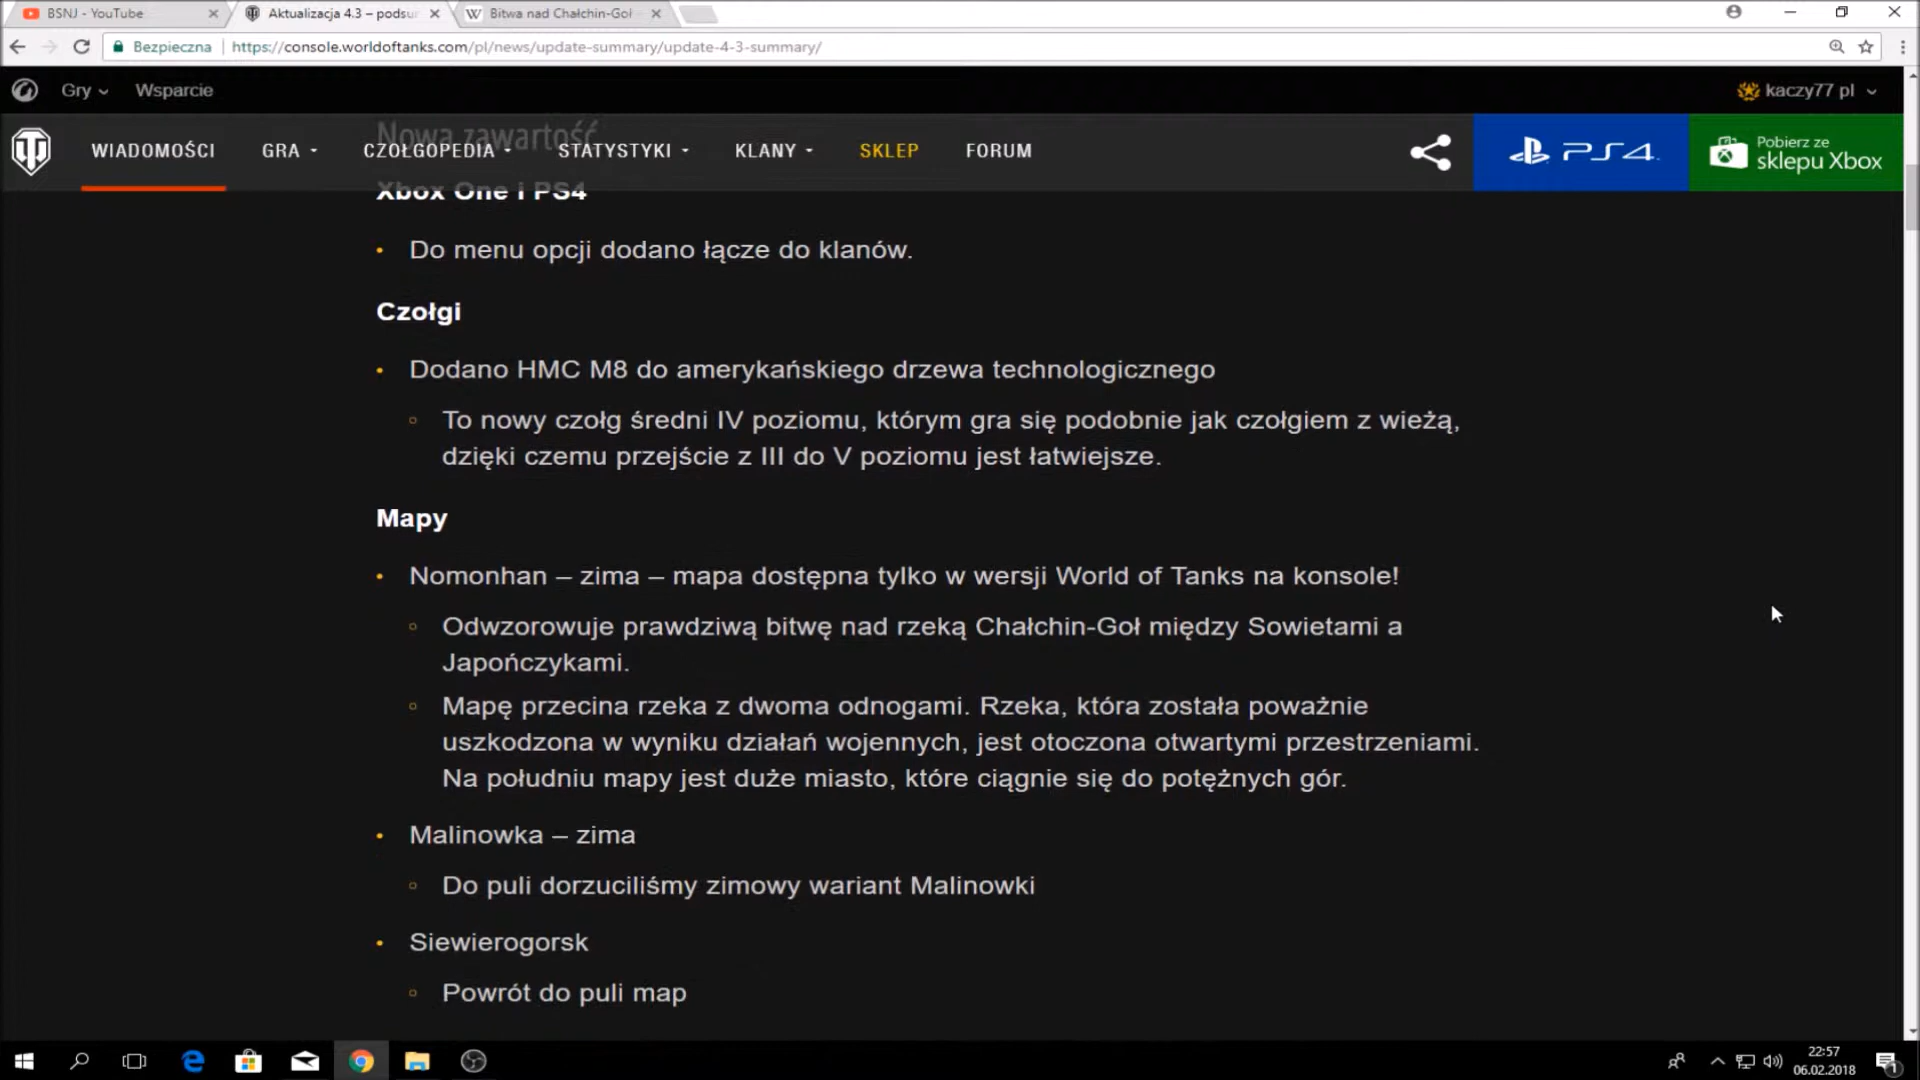 BSNJ - YouTube
Aktualizacja 4.3 – podsu
Bitwa nad Chałchin-Goł
Bezpieczna
https://console.worldoftanks.com/pl/news/update-summary/update-4-3-summary/
Gry
Wsparcie
kaczy77 pl
Nowa zawartość
WIADOMOŚCI
GRA
CZOŁGOPEDIA
STATYSTYKI
KLANY
SKLEP
FORUM
PS4
Pobierz ze
sklepu Xbox
Xbox One i PS4
• Do menu opcji dodano łącze do klanów.
Czołgi
• Dodano HMC M8 do amerykańskiego drzewa technologicznego
◦ To nowy czołg średni IV poziomu, którym gra się podobnie jak czołgiem z wieżą,
dzięki czemu przejście z III do V poziomu jest łatwiejsze.
Mapy
• Nomonhan – zima – mapa dostępna tylko w wersji World of Tanks na konsole!
◦ Odwzorowuje prawdziwą bitwę nad rzeką Chałchin-Goł między Sowietami a
Japończykami.
◦ Mapę przecina rzeka z dwoma odnogami. Rzeka, która została poważnie
uszkodzona w wyniku działań wojennych, jest otoczona otwartymi przestrzeniami.
Na południu mapy jest duże miasto, które ciągnie się do potężnych gór.
• Malinowka – zima
◦ Do puli dorzuciliśmy zimowy wariant Malinowki
• Siewierogorsk
◦ Powrót do puli map
22:57
06.02.2018
1